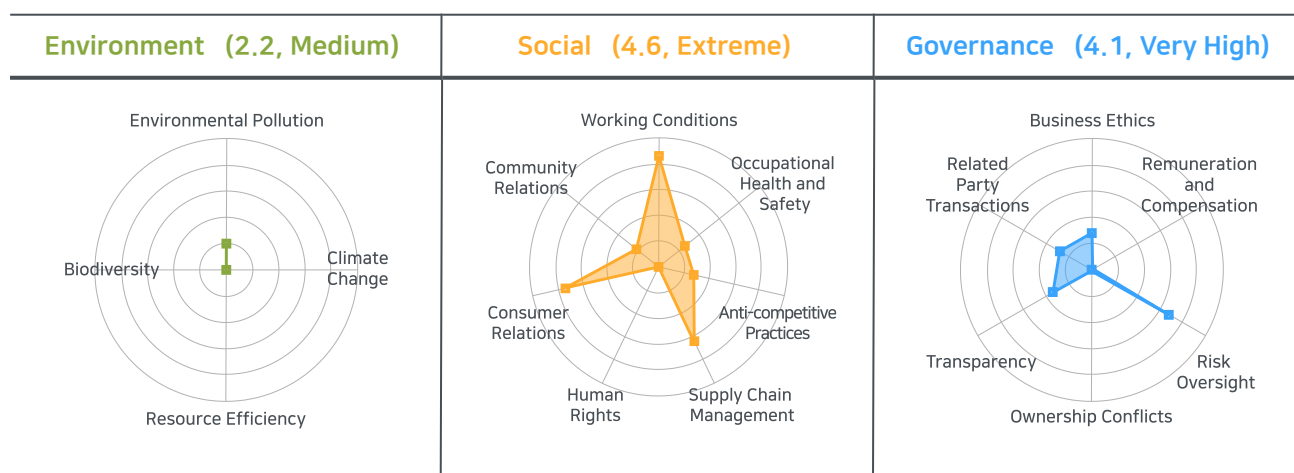 Environment (2.2, Medium)
Social (4.6, Extreme)
Governance (4.1, Very High)
Environmental Pollution
Climate
Change
Resource Efficiency
Biodiversity
Working Conditions
Occupational
Health and
Safety
Anti-competitive
Practices
Supply Chain
Management
Human
Rights
Consumer
Relations
Community
Relations
Business Ethics
Remuneration
and
Compensation
Risk
Oversight
Ownership Conflicts
Transparency
Related
Party
Transactions